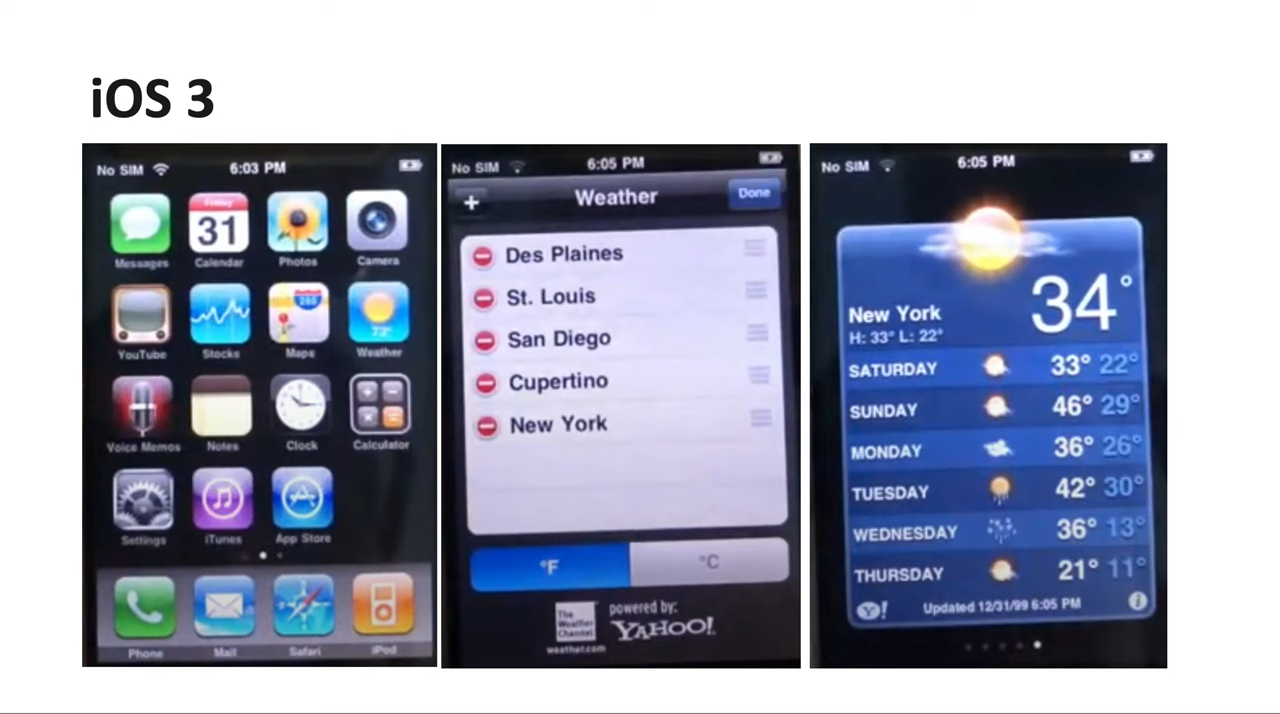 iOS 3
No SIM 6:03 PM
Friday
31
280
Messages Calendar Photos Camera
73°
YouTube Stocks Maps Weather
Voice Memos Notes Clock Calculator
Settings iTunes App Store
Phone Mail Safari iPod
No SIM 6:05 PM
+ Weather Done
Des Plaines
St. Louis
San Diego
Cupertino
New York
°F °C
The Weather Channel
weather.com
powered by:
YAHOO!
No SIM 6:05 PM
34°
New York
H: 33° L: 22°
SATURDAY 33° 22°
SUNDAY 46° 29°
MONDAY 36° 26°
TUESDAY 42° 30°
WEDNESDAY 36° 13°
THURSDAY 21° 11°
Y! Updated 12/31/99 6:05 PM i